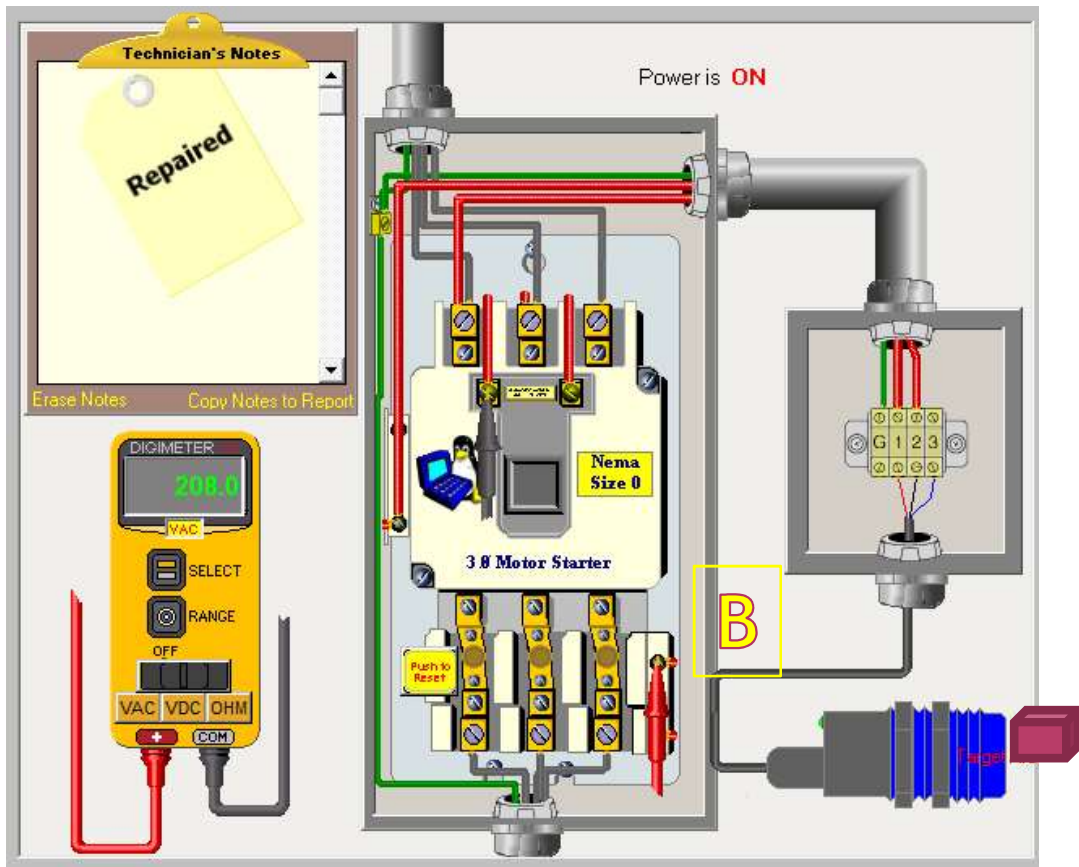 Technician's Notes
Repaired
Erase Notes
Copy Notes to Report
Power is ON
DIGIMETER
208.0
VAC
SELECT
RANGE
OFF
VAC VDC OHM
+ COM
Nema
Size 0
3.0 Motor Starter
Push to
Reset
B
G 1 2 3
Target